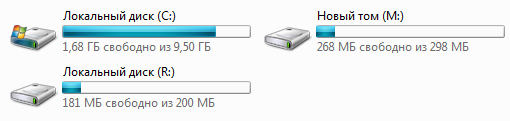 Локальный диск (C:)
1,68 ГБ свободно из 9,50 ГБ
Новый том (M:)
268 МБ свободно из 298 МБ
Локальный диск (R:)
181 МБ свободно из 200 МБ